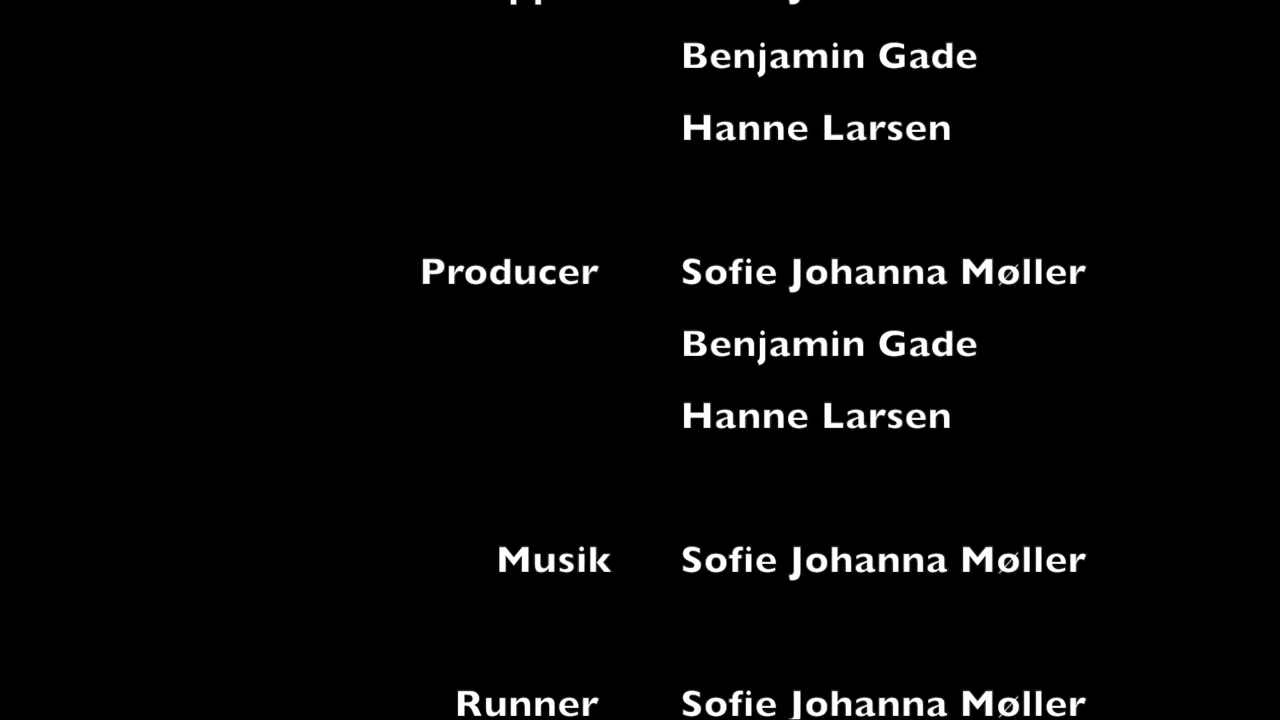 Benjamin Gade
Hanne Larsen
Producer Sofie Johanna Møller
Benjamin Gade
Hanne Larsen
Musik Sofie Johanna Møller
Runner Sofie Johanna Møller